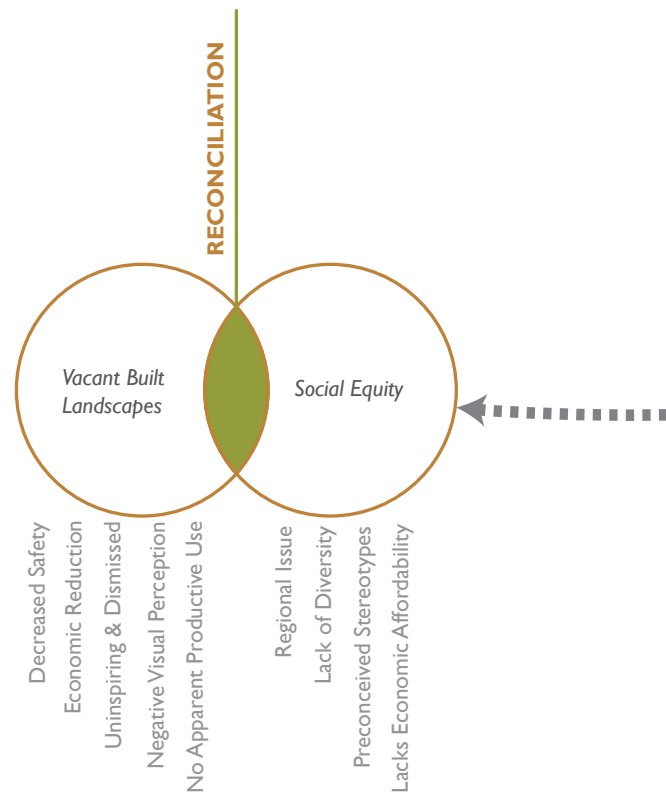 RECONCILIATION
Vacant Built
Landscapes
Social Equity
Decreased Safety
Economic Reduction
Uninspiring & Dismissed
Negative Visual Perception
No Apparent Productive Use
Regional Issue
Lack of Diversity
Preconceived Stereotypes
Lacks Economic Affordability